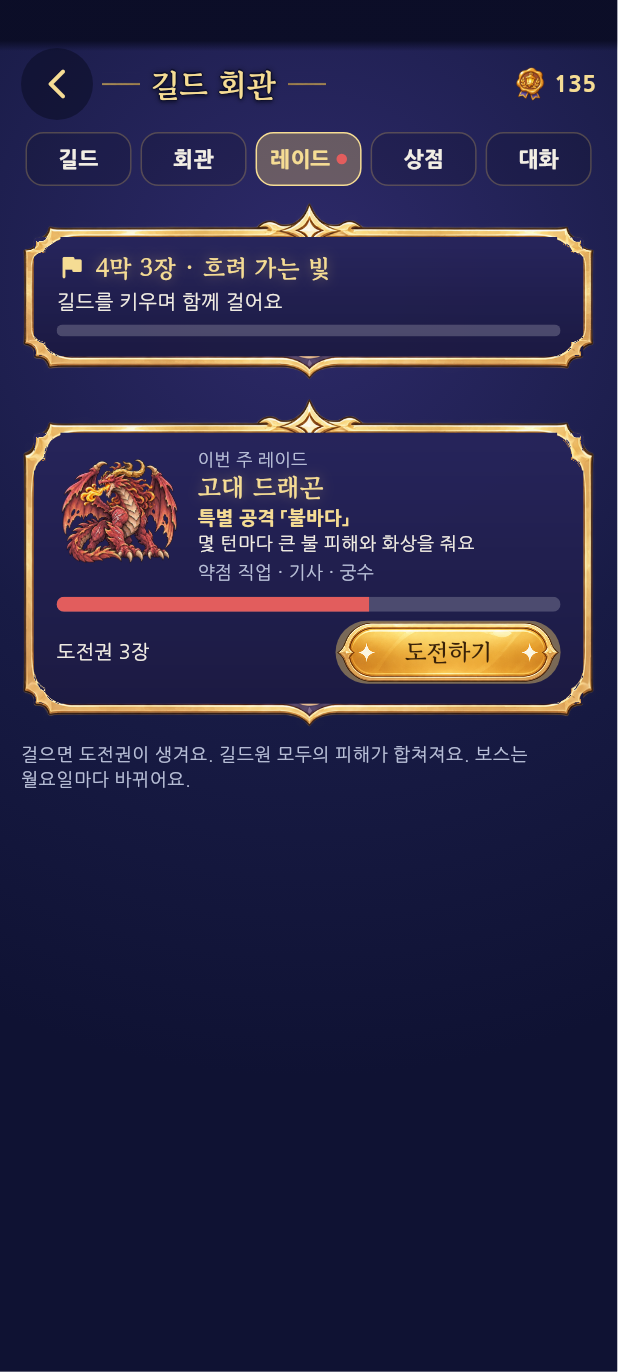 길드 회관
135
길드
회관
레이드
상점
대화
4막 3장 · 흐려 가는 빛
길드를 키우며 함께 걸어요
이번 주 레이드
고대 드래곤
특별 공격 「불바다」
몇 턴마다 큰 불 피해와 화상을 줘요
약점 직업 · 기사 · 궁수
도전권 3장
도전하기
걸으면 도전권이 생겨요. 길드원 모두의 피해가 합쳐져요. 보스는
월요일마다 바뀌어요.